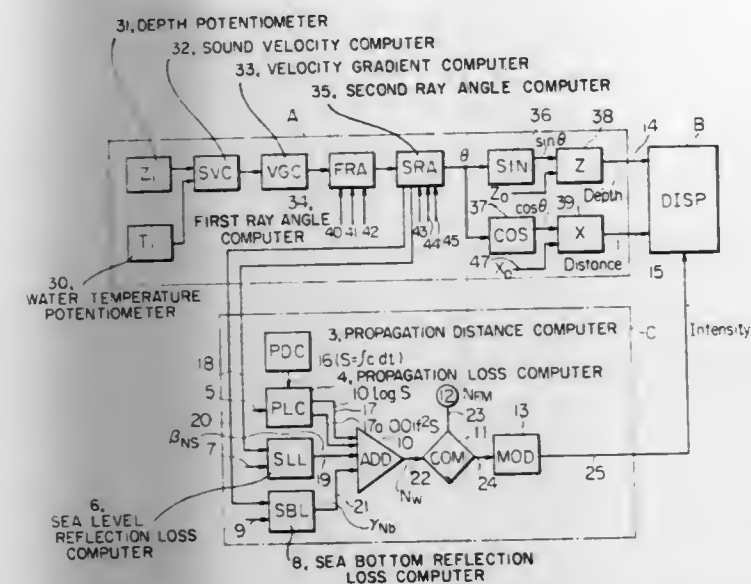 31, DEPTH POTENTIOMETER
32, SOUND VELOCITY COMPUTER
33, VELOCITY GRADIENT COMPUTER
35, SECOND RAY ANGLE COMPUTER
A
36
sinθ
38
14
B
Z₁
SVC
VGC
FRA
SRA
θ
SIN
Z
DISP
Z₀
Depth
34,
FIRST RAY ANGLE
COMPUTER
40
41
42
43
44
45
37
cosθ
39
T₁
COS
X
47
X₀
Distance
15
30,
WATER TEMPERATURE
POTENTIOMETER
3, PROPAGATION DISTANCE COMPUTER
C
Intensity
PDC
16 (S=∫c dt)
18
4, PROPAGATION LOSS COMPUTER
5
PLC
10 log S
17
12
NFM
23
13
20
17a
0.01f²S
10
11
βNS
7
SLL
19
ADD
COM
MOD
22
24
25
6,
SEA LEVEL
REFLECTION LOSS
COMPUTER
SBL
21
NW
9
γNb
8, SEA BOTTOM REFLECTION
LOSS COMPUTER